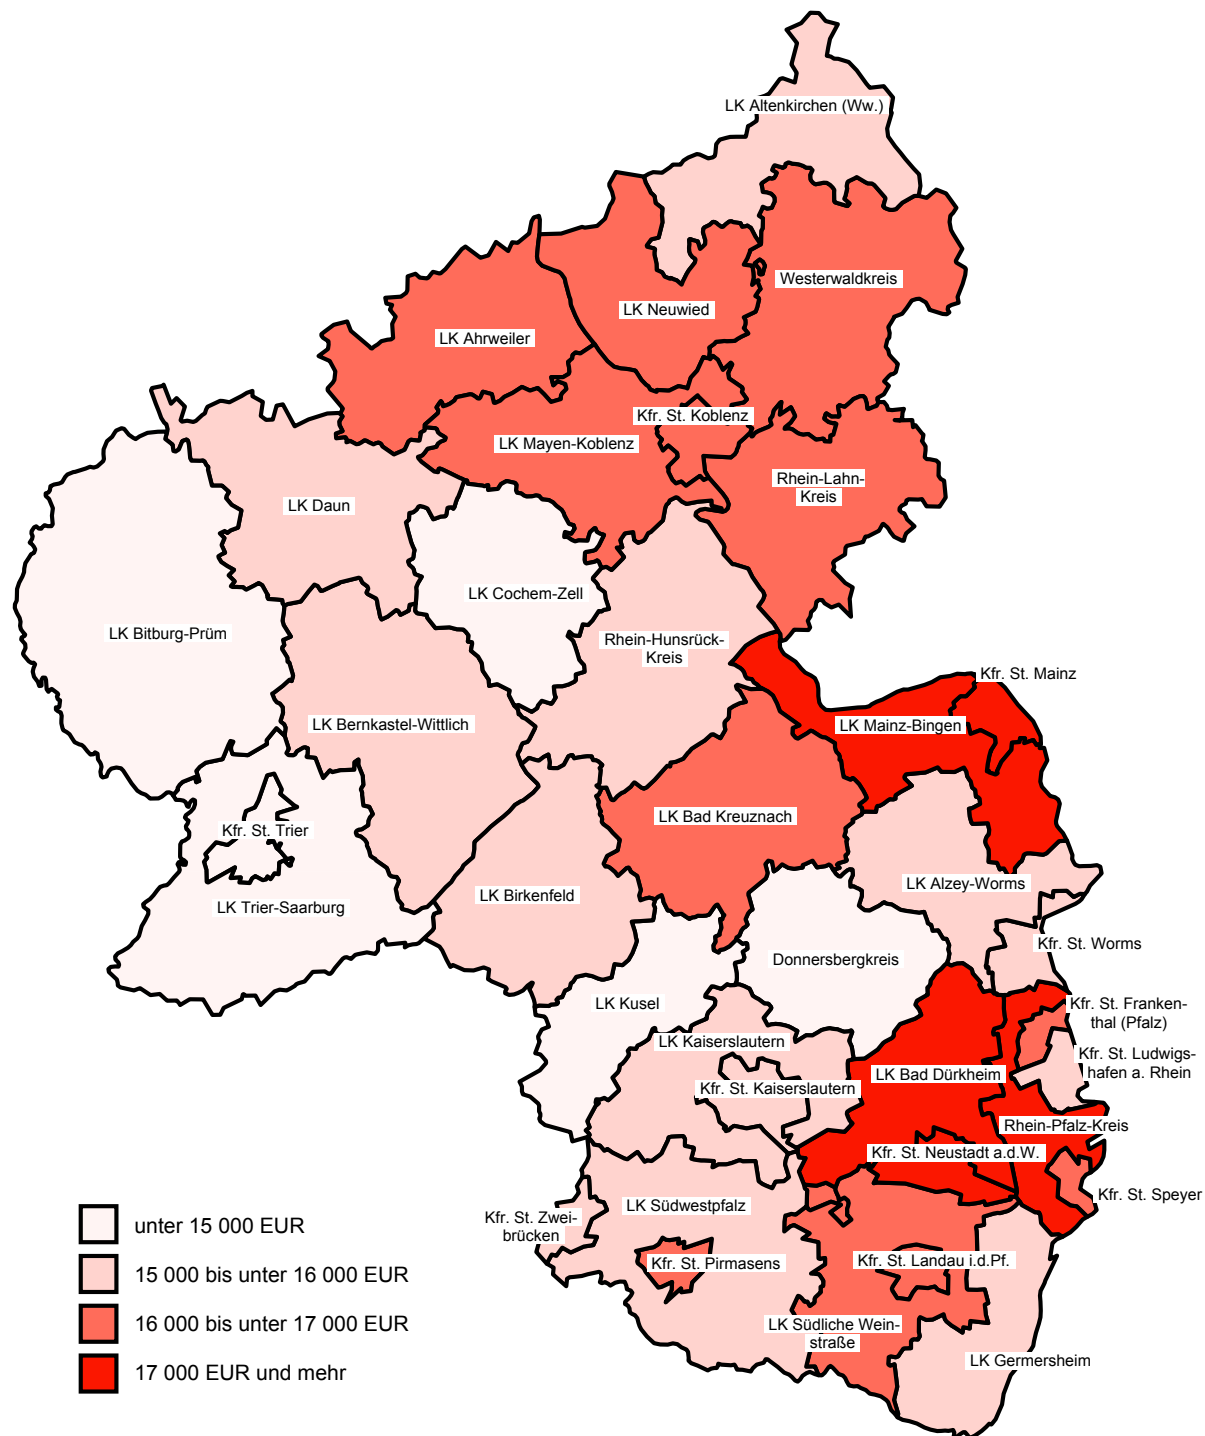 LK Altenkirchen (Ww.)
Westerwaldkreis
LK Neuwied
LK Ahrweiler
Kfr. St. Koblenz
LK Mayen-Koblenz
Rhein-Lahn-
Kreis
LK Daun
LK Cochem-Zell
LK Bitburg-Prüm
Rhein-Hunsrück-
Kreis
Kfr. St. Mainz
LK Bernkastel-Wittlich
LK Mainz-Bingen
LK Bad Kreuznach
Kfr. St. Trier
LK Alzey-Worms
LK Birkenfeld
LK Trier-Saarburg
Kfr. St. Worms
Donnersbergkreis
LK Kusel
Kfr. St. Franken-
thal (Pfalz)
LK Kaiserslautern
Kfr. St. Ludwigs-
hafen a. Rhein
LK Bad Dürkheim
Kfr. St. Kaiserslautern
Rhein-Pfalz-Kreis
Kfr. St. Neustadt a.d.W.
Kfr. St. Speyer
LK Südwestpfalz
Kfr. St. Zwei-
brücken
Kfr. St. Pirmasens
Kfr. St. Landau i.d.Pf.
LK Südliche Wein-
straße
LK Germersheim
unter 15 000 EUR
15 000 bis unter 16 000 EUR
16 000 bis unter 17 000 EUR
17 000 EUR und mehr